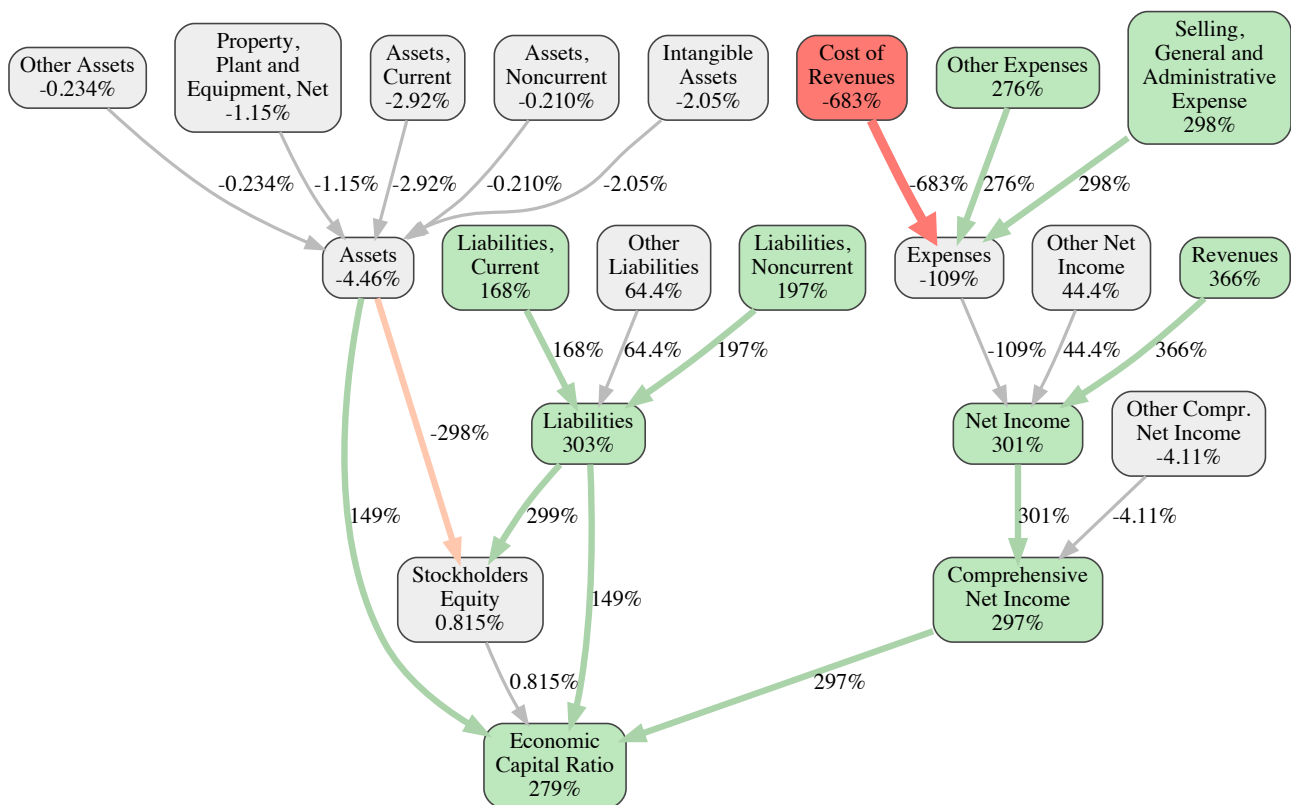 Other Assets
-0.234%
Property,
Plant and
Equipment, Net
-1.15%
Assets,
Current
-2.92%
Assets,
Noncurrent
-0.210%
Intangible
Assets
-2.05%
Cost of
Revenues
-683%
Other Expenses
276%
Selling,
General and
Administrative
Expense
298%
-0.234%
-1.15%
-2.92%
-0.210%
-2.05%
-683%
276%
298%
Assets
-4.46%
Liabilities,
Current
168%
Other
Liabilities
64.4%
Liabilities,
Noncurrent
197%
Expenses
-109%
Other Net
Income
44.4%
Revenues
366%
168%
64.4%
197%
-109%
44.4%
366%
Liabilities
303%
Net Income
301%
Other Compr.
Net Income
-4.11%
-298%
149%
299%
301%
-4.11%
Stockholders
Equity
0.815%
149%
Comprehensive
Net Income
297%
0.815%
297%
Economic
Capital Ratio
279%